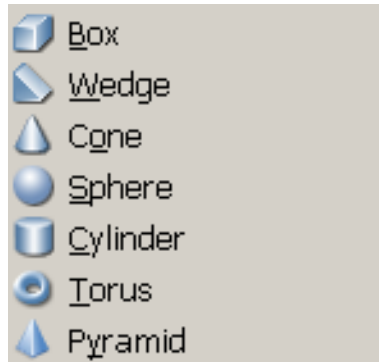 Box
Wedge
Cone
Sphere
Cylinder
Torus
Pyramid